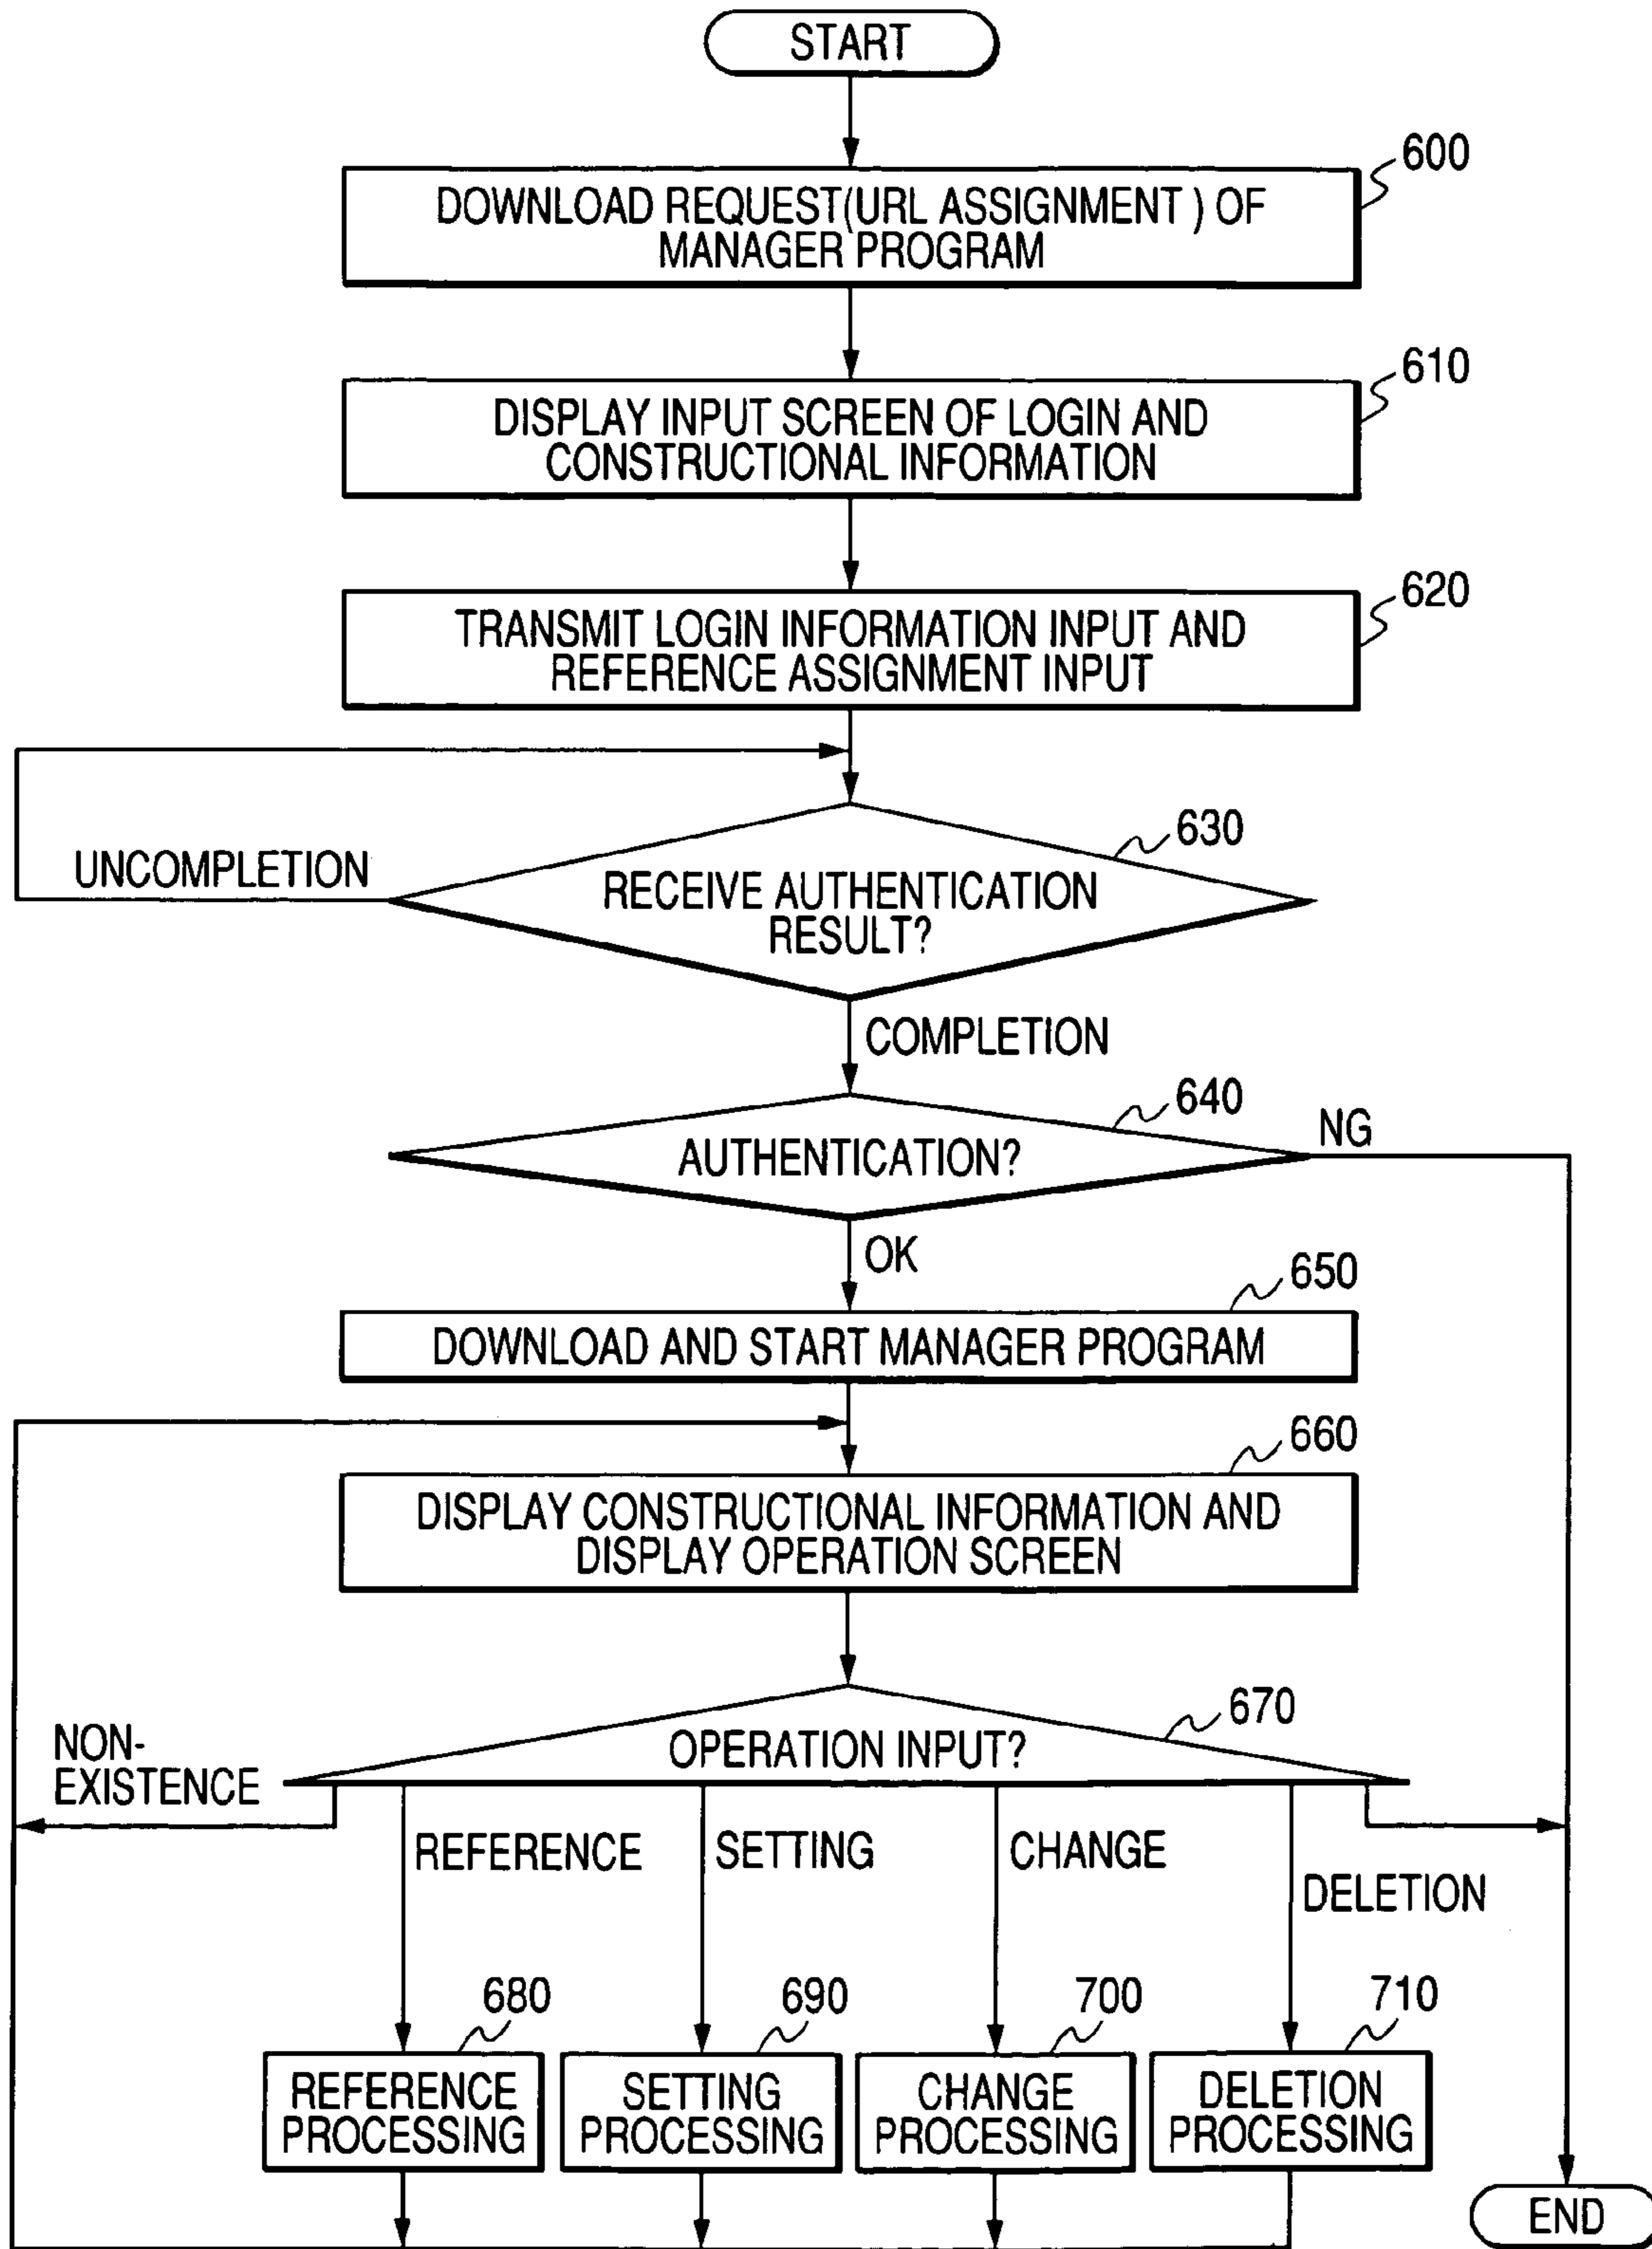 START
600
DOWNLOAD REQUEST(URL ASSIGNMENT ) OF
MANAGER PROGRAM
610
DISPLAY INPUT SCREEN OF LOGIN AND
CONSTRUCTIONAL INFORMATION
620
TRANSMIT LOGIN INFORMATION INPUT AND
REFERENCE ASSIGNMENT INPUT
630
UNCOMPLETION
RECEIVE AUTHENTICATION
RESULT?
COMPLETION
640
NG
AUTHENTICATION?
OK
650
DOWNLOAD AND START MANAGER PROGRAM
660
DISPLAY CONSTRUCTIONAL INFORMATION AND
DISPLAY OPERATION SCREEN
670
NON-
EXISTENCE
OPERATION INPUT?
REFERENCE
SETTING
CHANGE
DELETION
680
690
700
710
REFERENCE
PROCESSING
SETTING
PROCESSING
CHANGE
PROCESSING
DELETION
PROCESSING
END